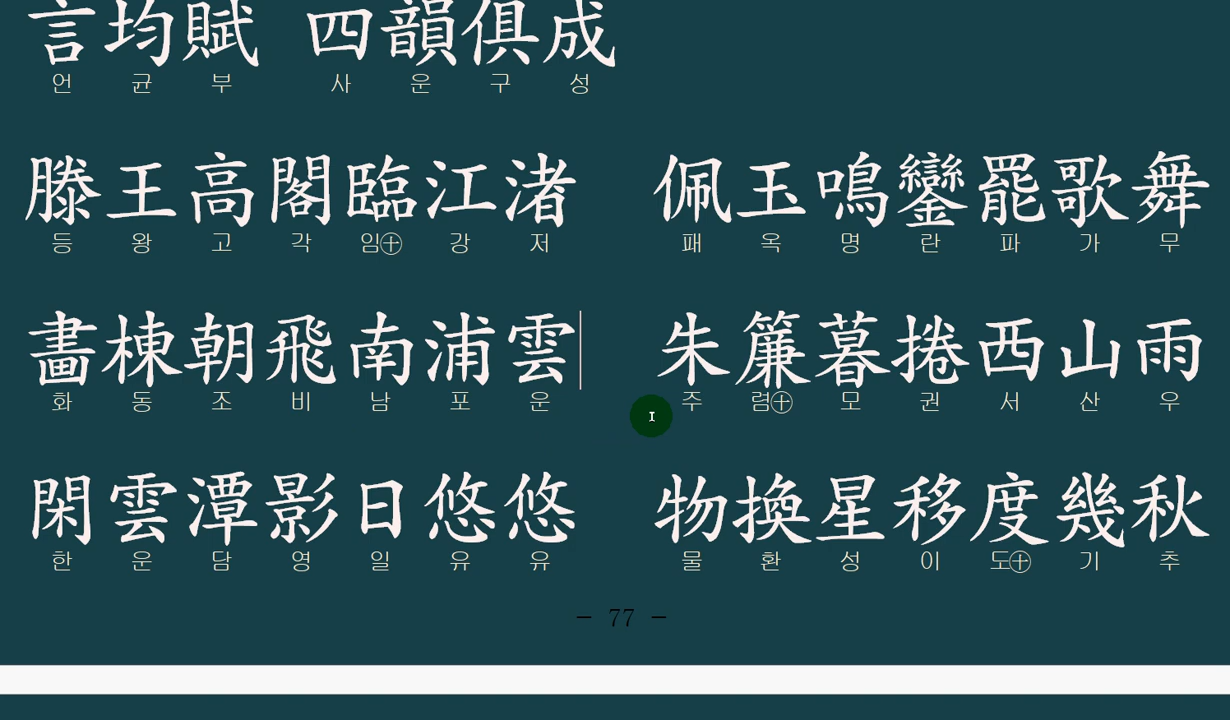 言均賦 四韻俱成
언 균 부 사 운 구 성
滕王高閣臨江渚 佩玉鳴鑾罷歌舞
등 왕 고 각 임㊉ 강 저 패 옥 명 란 파 가 무
畵棟朝飛南浦雲 朱簾暮捲西山雨
화 동 조 비 남 포 운 주 렴㊉ 모 권 서 산 우
閑雲潭影日悠悠 物換星移度幾秋
한 운 담 영 일 유 유 물 환 성 이 도㊉ 기 추
- 77 -